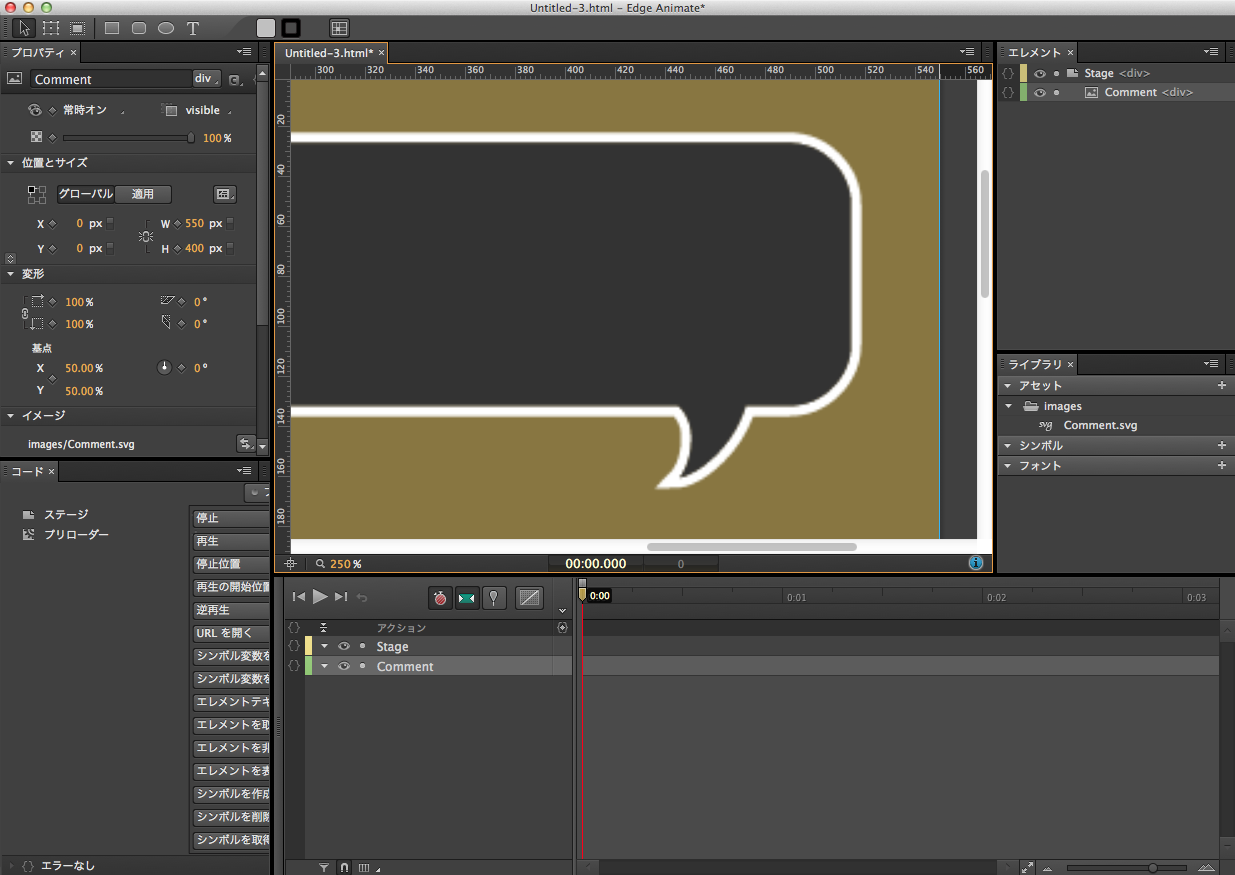 Untitled-3.html – Edge Animate*
T
プロパティ ×
Comment
div
C
常時オン
visible
100 %
位置とサイズ
グローバル
適用
X 0 px W 550 px
Y 0 px H 400 px
変形
100 % 0 °
100 % 0 °
基点
X 50.00 % 0 °
Y 50.00 %
イメージ
images/Comment.svg
コード ×
ステージ
プリローダー
停止
再生
停止位置
再生の開始位置
逆再生
URL を開く
シンボル変数を
シンボル変数を
エレメントテキ
エレメントを取
エレメントを非
エレメントを表
シンボルを作成
シンボルを削除
シンボルを取得
{} エラーなし
Untitled-3.html* ×
300 320 340 360 380 400 420 440 460 480 500 520 540 560
20
40
60
80
100
120
140
160
180
250 %
00:00.000
0
エレメント ×
{} Stage <div>
{} Comment <div>
ライブラリ ×
アセット +
images
svg Comment.svg
シンボル +
フォント +
0:00 0:01 0:02 0:03
{} アクション
{} Stage
{} Comment